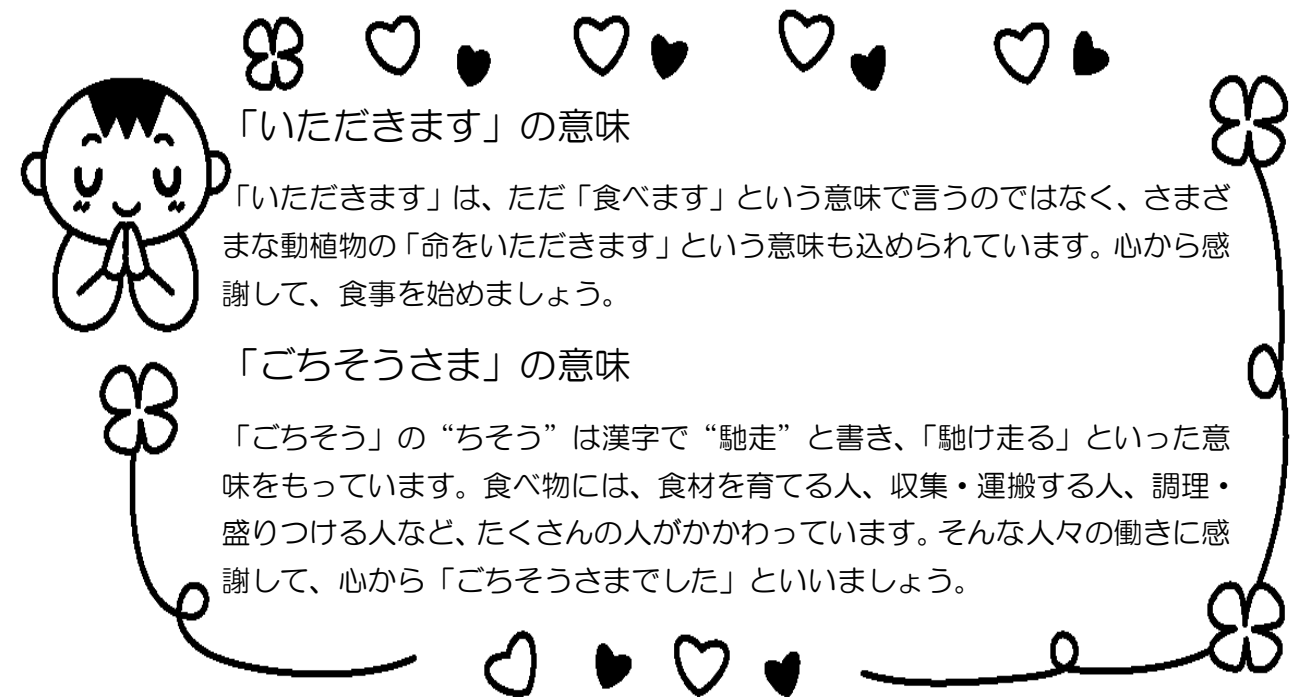 「いただきます」の意味
「いただきます」は、ただ「食べます」という意味で言うのではなく、さまざ
まな動植物の「命をいただきます」という意味も込められています。心から感
謝して、食事を始めましょう。
「ごちそうさま」の意味
「ごちそう」の“ちそう”は漢字で“馳走”と書き、「馳け走る」といった意
味をもっています。食べ物には、食材を育てる人、収集・運搬する人、調理・
盛りつける人など、たくさんの人がかかわっています。そんな人々の働きに感
謝して、心から「ごちそうさまでした」といいましょう。